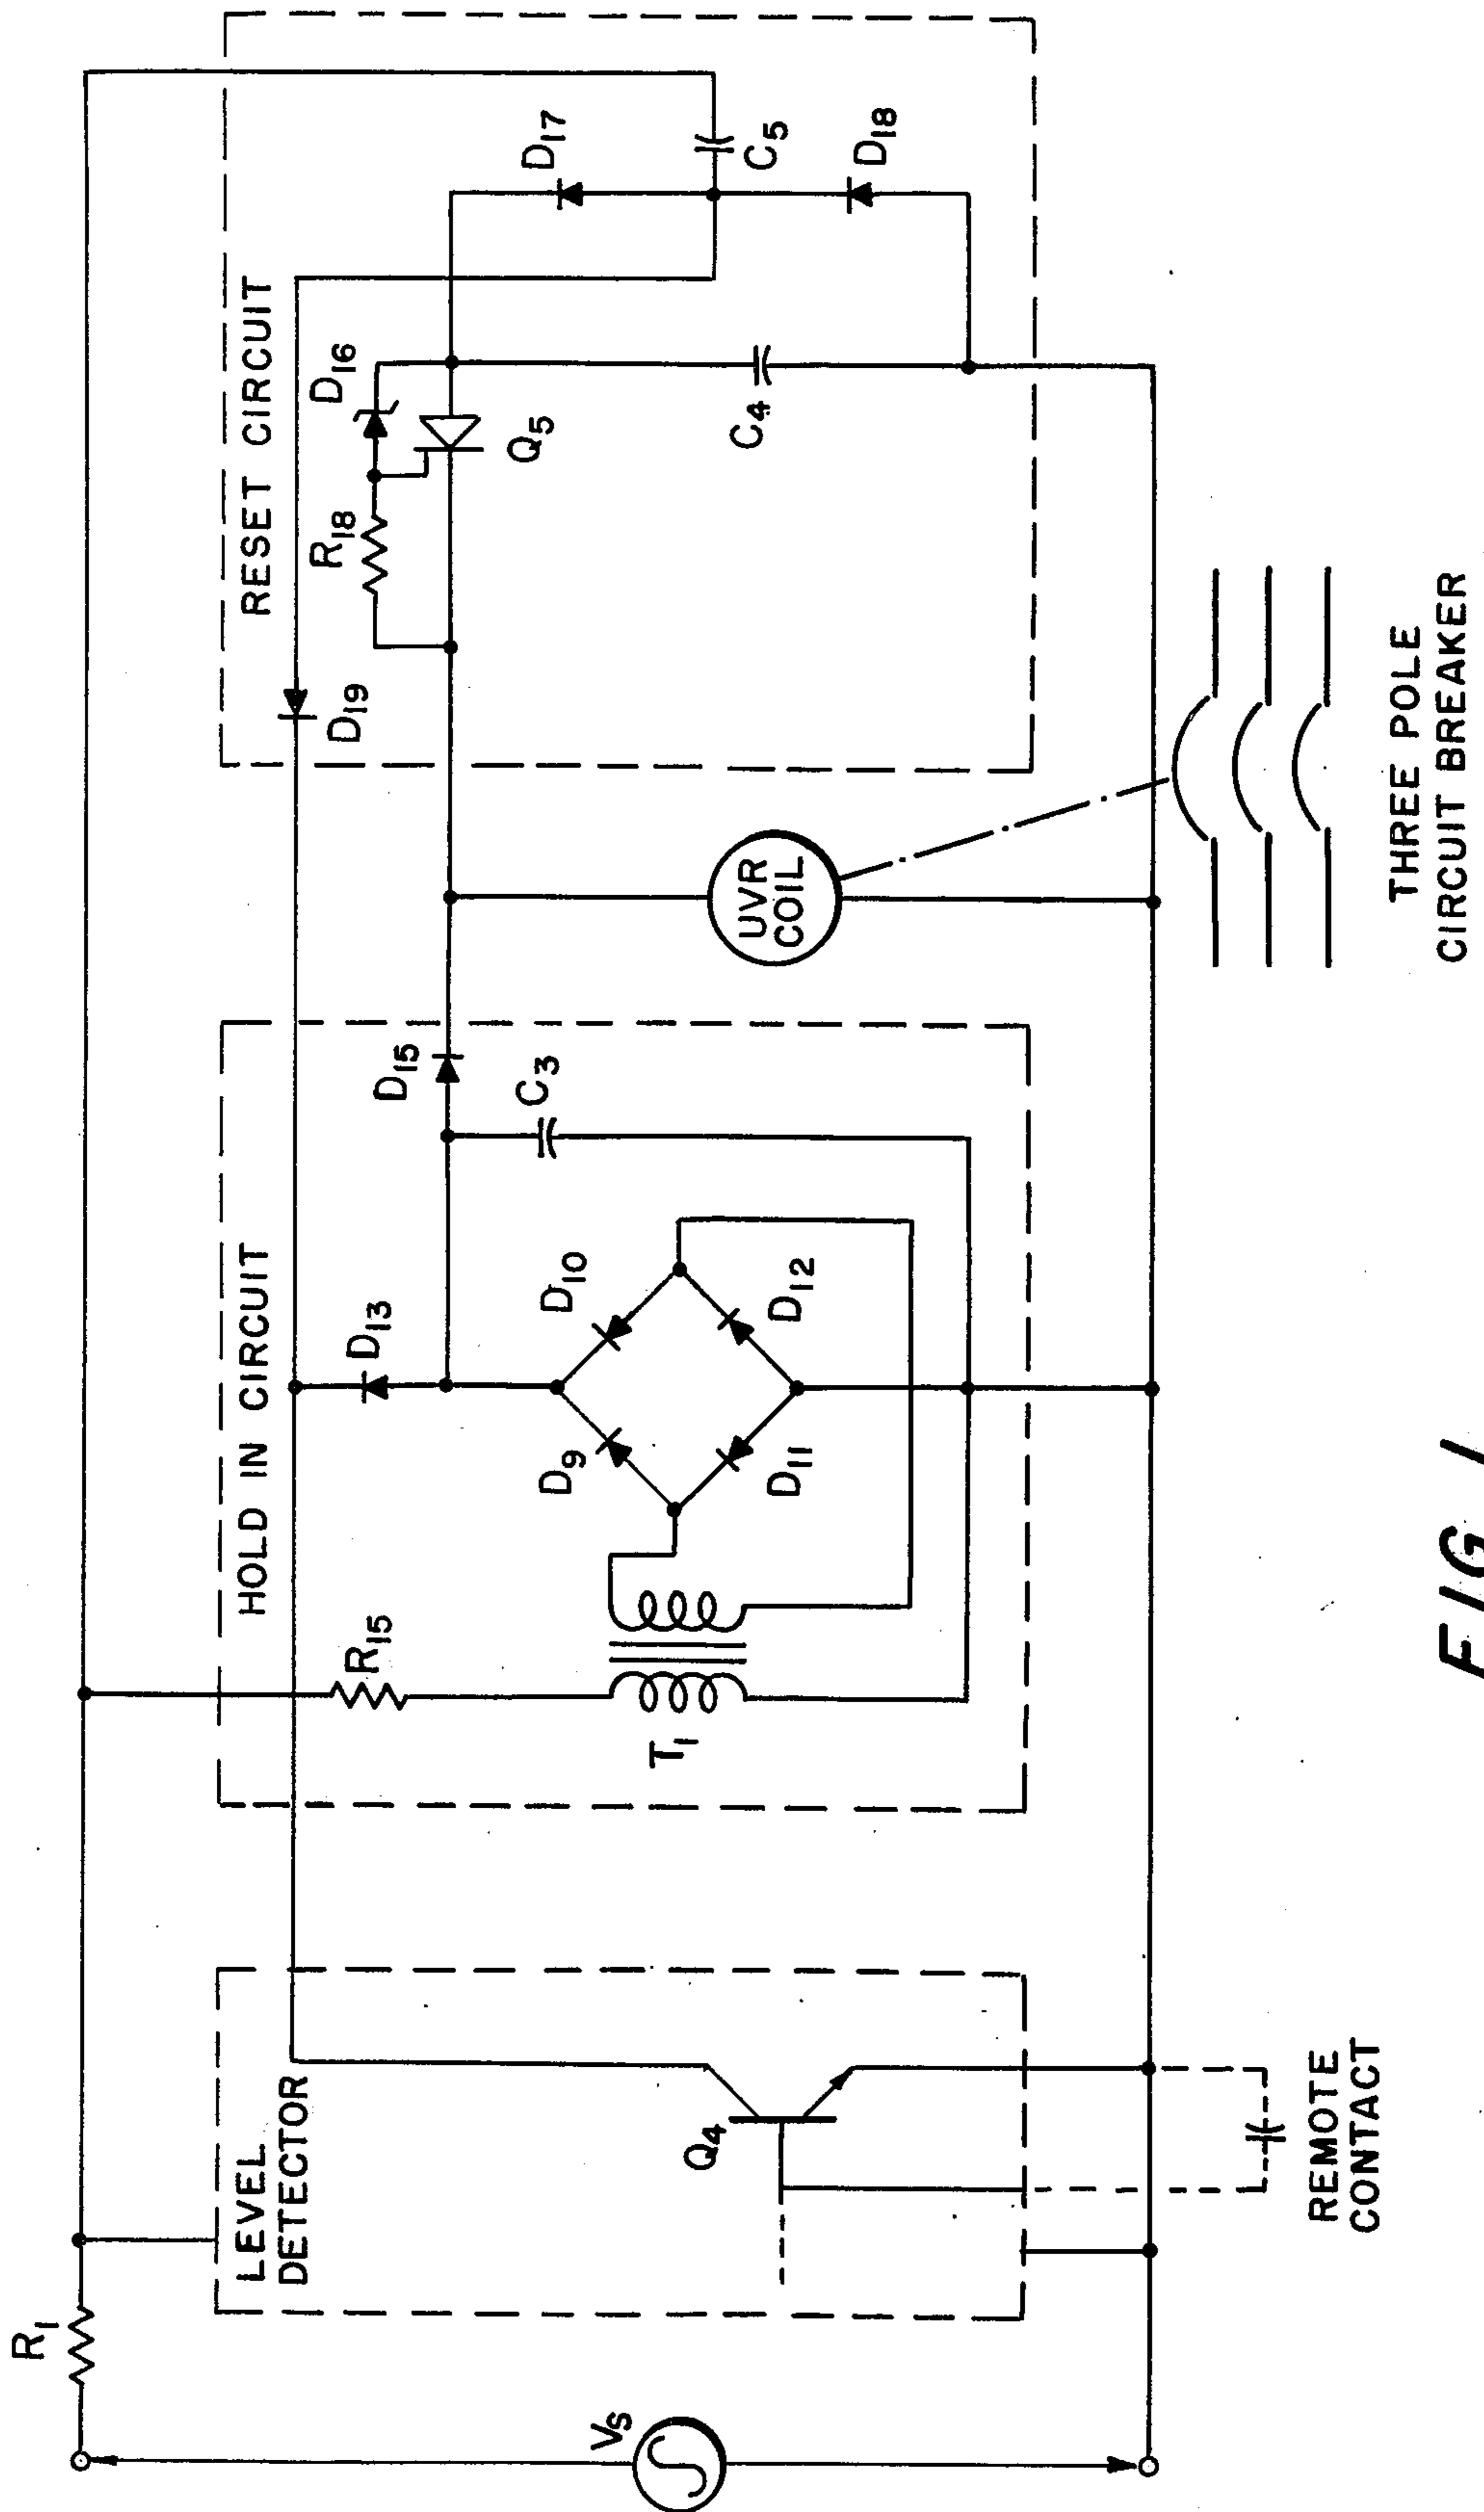 R1
VS
LEVEL
DETECTOR
Q4
REMOTE
CONTACT
HOLD IN CIRCUIT
R15
T1
D13
D9
D10
D11
D12
D15
C3
UVR
COIL
RESET CIRCUIT
D19
R18
D16
Q5
C4
D17
C5
D18
THREE POLE
CIRCUIT BREAKER
FIG. 1